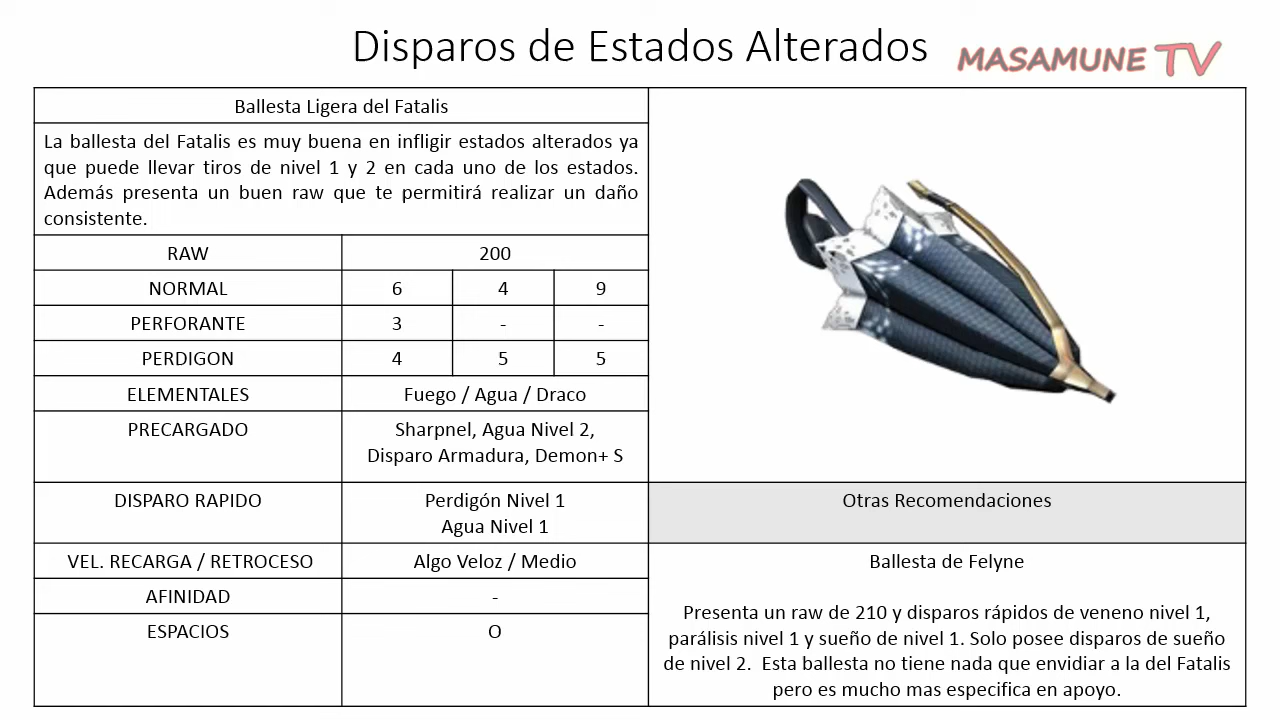 Disparos de Estados Alterados
MASAMUNE TV
Ballesta Ligera del Fatalis
La ballesta del Fatalis es muy buena en infligir estados alterados ya
que puede llevar tiros de nivel 1 y 2 en cada uno de los estados.
Además presenta un buen raw que te permitirá realizar un daño
consistente.
RAW 200
NORMAL 6 4 9
PERFORANTE 3 - -
PERDIGON 4 5 5
ELEMENTALES Fuego / Agua / Draco
PRECARGADO Sharpnel, Agua Nivel 2,
Disparo Armadura, Demon+ S
DISPARO RAPIDO Perdigón Nivel 1
Agua Nivel 1
VEL. RECARGA / RETROCESO Algo Veloz / Medio
AFINIDAD -
ESPACIOS O
Otras Recomendaciones
Ballesta de Felyne
Presenta un raw de 210 y disparos rápidos de veneno nivel 1,
parálisis nivel 1 y sueño de nivel 1. Solo posee disparos de sueño
de nivel 2.  Esta ballesta no tiene nada que envidiar a la del Fatalis
pero es mucho mas especifica en apoyo.